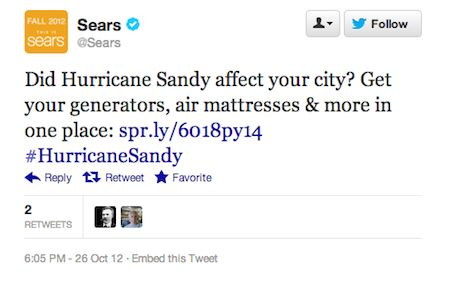 FALL 2012
THIS IS
sears
Sears
@Sears
Follow
Did Hurricane Sandy affect your city? Get
your generators, air mattresses & more in
one place: spr.ly/6018py14
#HurricaneSandy
Reply Retweet Favorite
2
RETWEETS
6:05 PM - 26 Oct 12 · Embed this Tweet